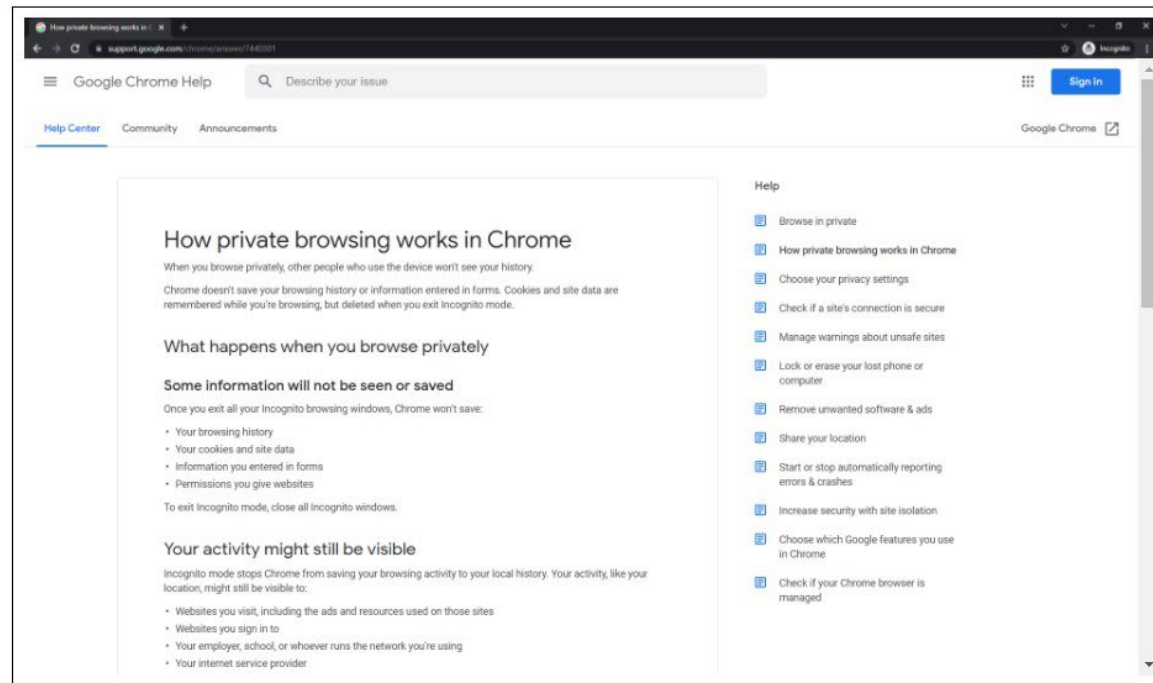 How private browsing works in
support.google.com/chrome/answer/7440301
Incognito
Google Chrome Help
Describe your issue
Sign in
Help Center
Community
Announcements
Google Chrome
How private browsing works in Chrome
When you browse privately, other people who use the device won't see your history.
Chrome doesn't save your browsing history or information entered in forms. Cookies and site data are
remembered while you're browsing, but deleted when you exit Incognito mode.
What happens when you browse privately
Some information will not be seen or saved
Once you exit all your Incognito browsing windows, Chrome won't save:
• Your browsing history
• Your cookies and site data
• Information you entered in forms
• Permissions you give websites
To exit Incognito mode, close all Incognito windows.
Your activity might still be visible
Incognito mode stops Chrome from saving your browsing activity to your local history. Your activity, like your
location, might still be visible to:
• Websites you visit, including the ads and resources used on those sites
• Websites you sign in to
• Your employer, school, or whoever runs the network you're using
• Your internet service provider
Help
Browse in private
How private browsing works in Chrome
Choose your privacy settings
Check if a site's connection is secure
Manage warnings about unsafe sites
Lock or erase your lost phone or
computer
Remove unwanted software & ads
Share your location
Start or stop automatically reporting
errors & crashes
Increase security with site isolation
Choose which Google features you use
in Chrome
Check if your Chrome browser is
managed